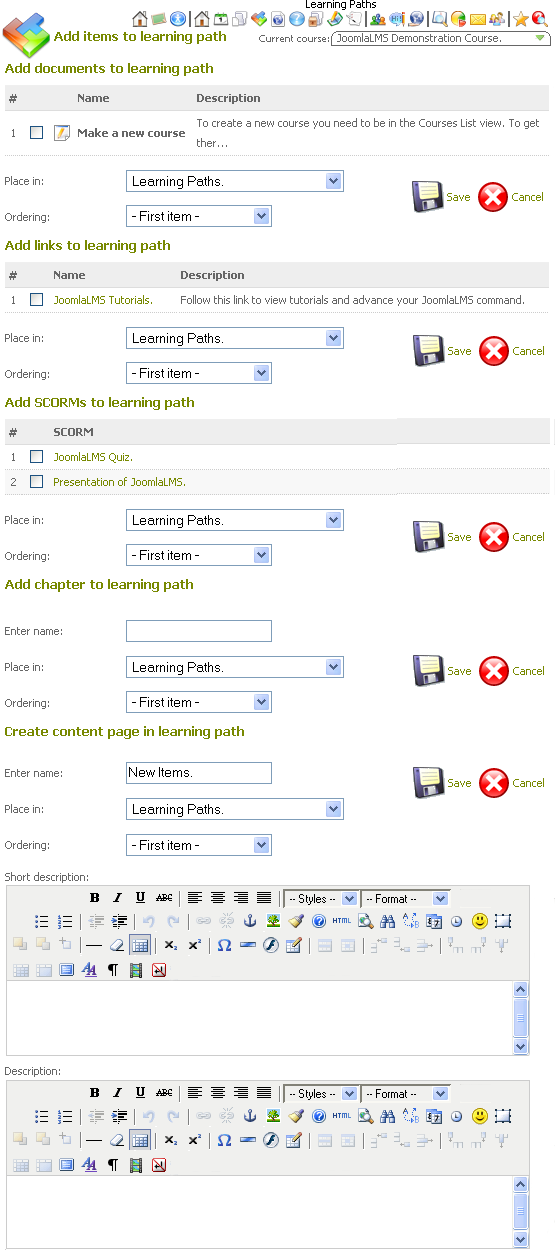 Learning Paths
Add items to learning path
Current course: JoomlaLMS Demonstration Course.
Add documents to learning path
# Name Description
1 Make a new course To create a new course you need to be in the Courses List view. To get
ther...
Place in: Learning Paths.
Save Cancel
Ordering: - First item -
Add links to learning path
# Name Description
1 JoomlaLMS Tutorials. Follow this link to view tutorials and advance your JoomlaLMS command.
Place in: Learning Paths.
Save Cancel
Ordering: - First item -
Add SCORMs to learning path
# SCORM
1 JoomlaLMS Quiz.
2 Presentation of JoomlaLMS.
Place in: Learning Paths.
Save Cancel
Ordering: - First item -
Add chapter to learning path
Enter name:
Place in: Learning Paths.
Save Cancel
Ordering: - First item -
Create content page in learning path
Enter name: New Items.
Save Cancel
Place in: Learning Paths.
Ordering: - First item -
Short description:
B I U ABC -- Styles -- -- Format --
HTML
Description:
B I U ABC -- Styles -- -- Format --
HTML